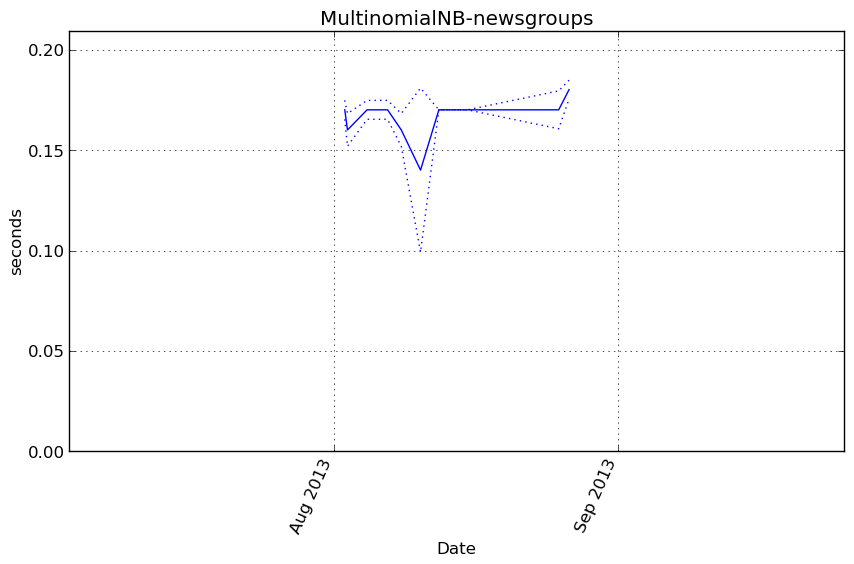 MultinomialNB-newsgroups
0.20
0.15
0.10
0.05
0.00
seconds
Aug 2013
Sep 2013
Date